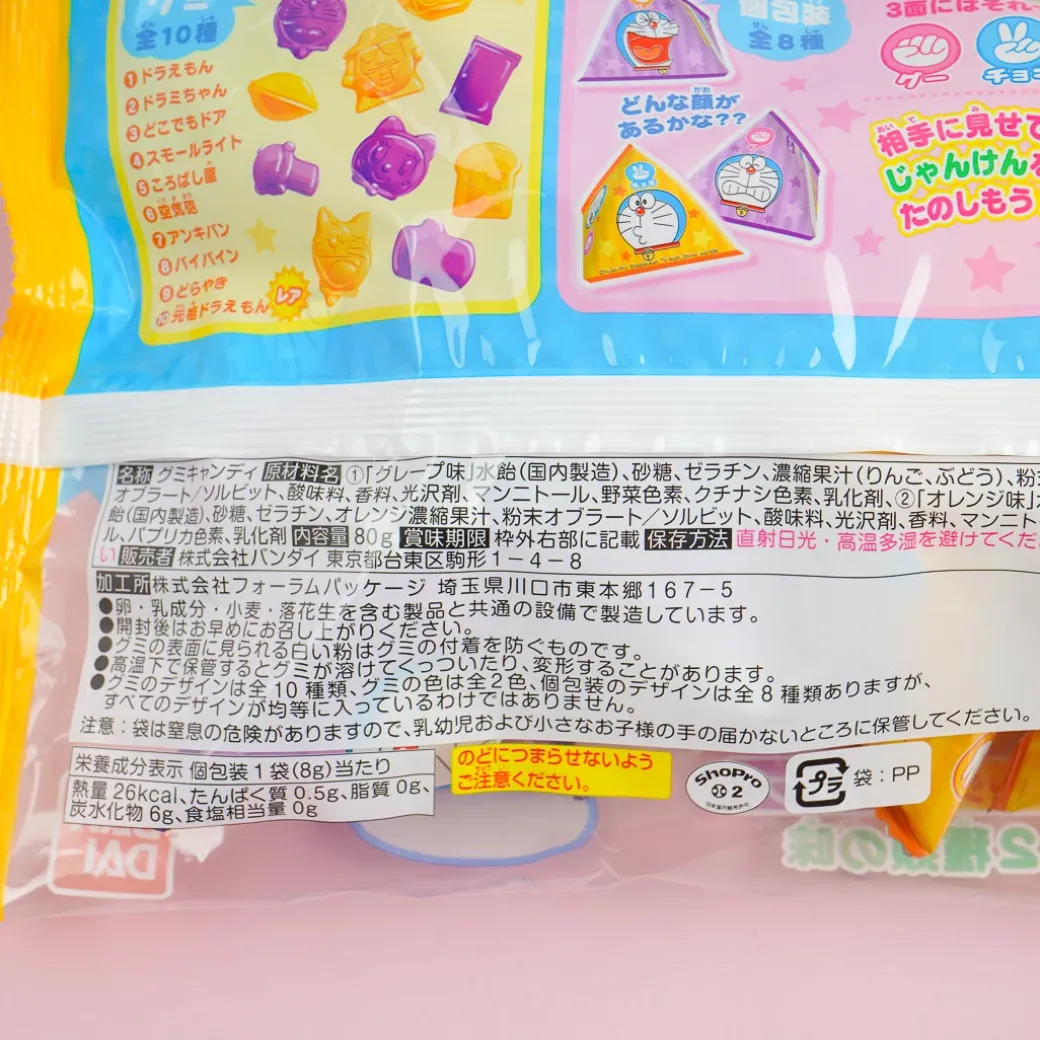 グミ
全10種
①ドラえもん
②ドラミちゃん
③どこでもドア
④スモールライト
⑤ころばし屋
⑥空気砲
⑦アンキパン
⑧バイバイン
⑨どらやき
⑩元祖ドラえもん
レア
個包装
全8種
どんな顔が
あるかな??
チョキ
3面にはそれ
グー
チョ
相手に見せて
じゃんけんを
たのしもう
名称 グミキャンディ 原材料名 ①「グレープ味」水飴(国内製造)、砂糖、ゼラチン、濃縮果汁(りんご、ぶどう)、粉末
オブラート/ソルビット、酸味料、香料、光沢剤、マンニトール、野菜色素、クチナシ色素、乳化剤、②「オレンジ味」水
飴(国内製造)、砂糖、ゼラチン、オレンジ濃縮果汁、粉末オブラート/ソルビット、酸味料、光沢剤、香料、マンニトー
ル、パプリカ色素、乳化剤 内容量 80g 賞味期限 枠外右部に記載 保存方法 直射日光・高温多湿を避けてくだ
い 販売者 株式会社バンダイ 東京都台東区駒形1-4-8
加工所 株式会社フォーラムパッケージ 埼玉県川口市東本郷167-5
●卵・乳成分・小麦・落花生を含む製品と共通の設備で製造しています。
●開封後はお早めにお召し上がりください。
●グミの表面に見られる白い粉はグミの付着を防ぐものです。
●高温下で保管するとグミが溶けてくっついたり、変形することがあります。
●グミのデザインは全10種類、グミの色は全2色、個包装のデザインは全8種類ありますが、
すべてのデザインが均等に入っているわけではありません。
注意：袋は窒息の危険がありますので、乳幼児および小さなお子様の手の届かないところに保管してください。
栄養成分表示 個包装1袋(8g)当たり
熱量 26kcal、たんぱく質 0.5g、脂質 0g、
炭水化物 6g、食塩相当量 0g
のどにつまらせないよう
ご注意ください。
ShoPro
2
日本国内販売許可
プラ
袋：PP
DAI
2種類の味